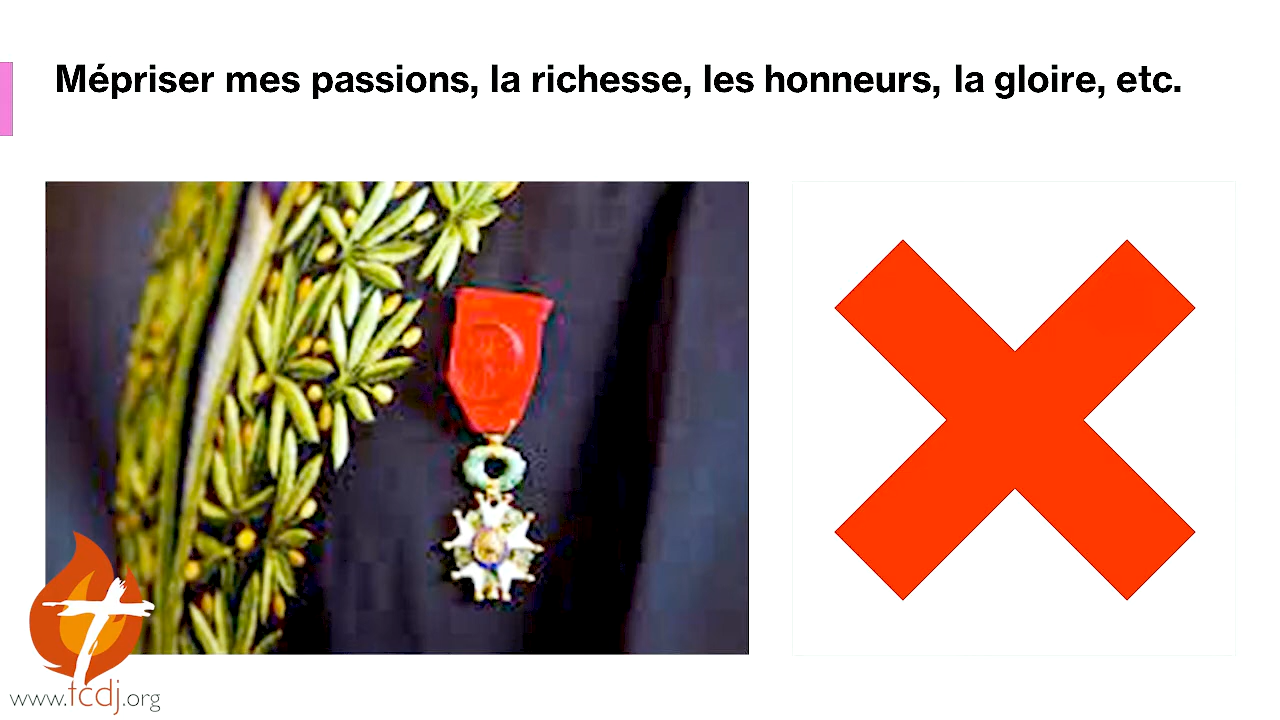 Mépriser mes passions, la richesse, les honneurs, la gloire, etc.
www.tcdj.org